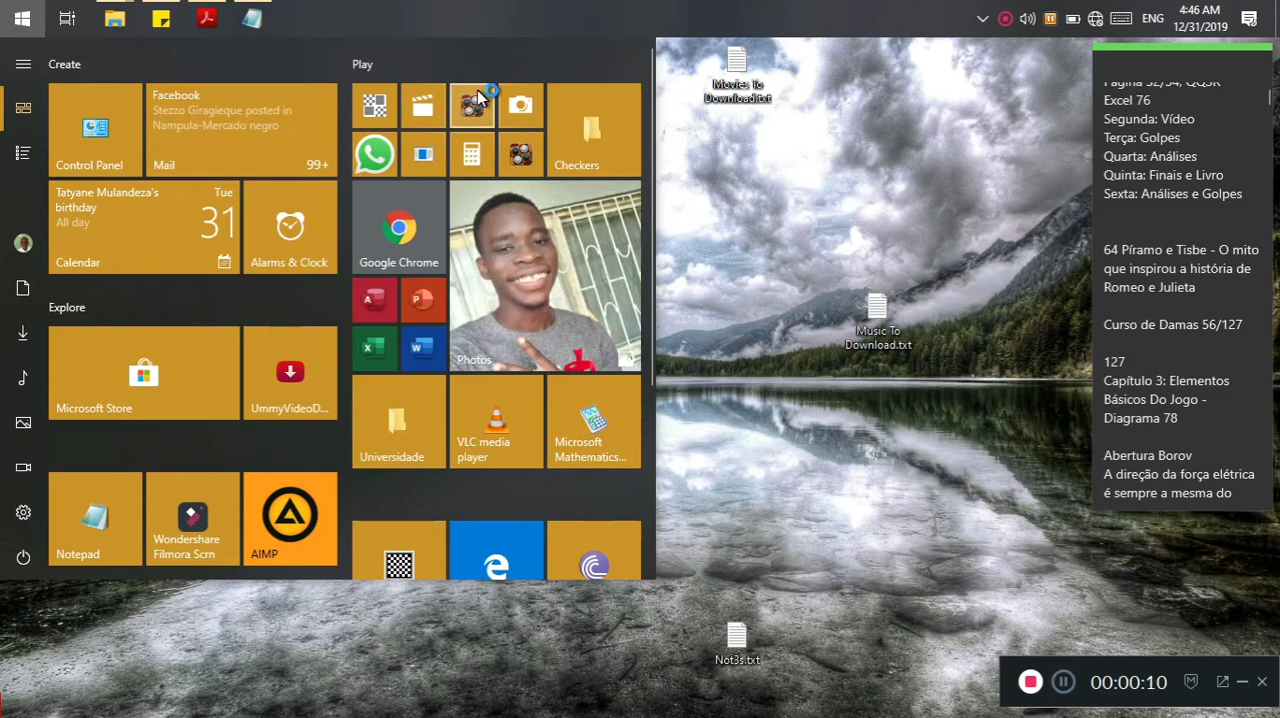 ENG
4:46 AM
12/31/2019
Create
Play
Control Panel
Facebook
Stezzo Giragieque posted in
Nampula-Mercado negro
Mail
99+
Checkers
Tatyane Mulandeza's
birthday
All day
Tue
31
Calendar
Alarms & Clock
Google Chrome
Photos
Explore
Microsoft Store
UmmyVideoD...
Universidade
VLC media
player
Microsoft
Mathematics...
Notepad
Wondershare
Filmora Scrn
AIMP
Movies To
Download.txt
Music To
Download.txt
Not3s.txt
Excel 76
Segunda: Vídeo
Terça: Golpes
Quarta: Análises
Quinta: Finais e Livro
Sexta: Análises e Golpes
64 Píramo e Tisbe - O mito
que inspirou a história de
Romeo e Julieta
Curso de Damas 56/127
127
Capítulo 3: Elementos
Básicos Do Jogo -
Diagrama 78
Abertura Borov
A direção da força elétrica
é sempre a mesma do
00:00:10